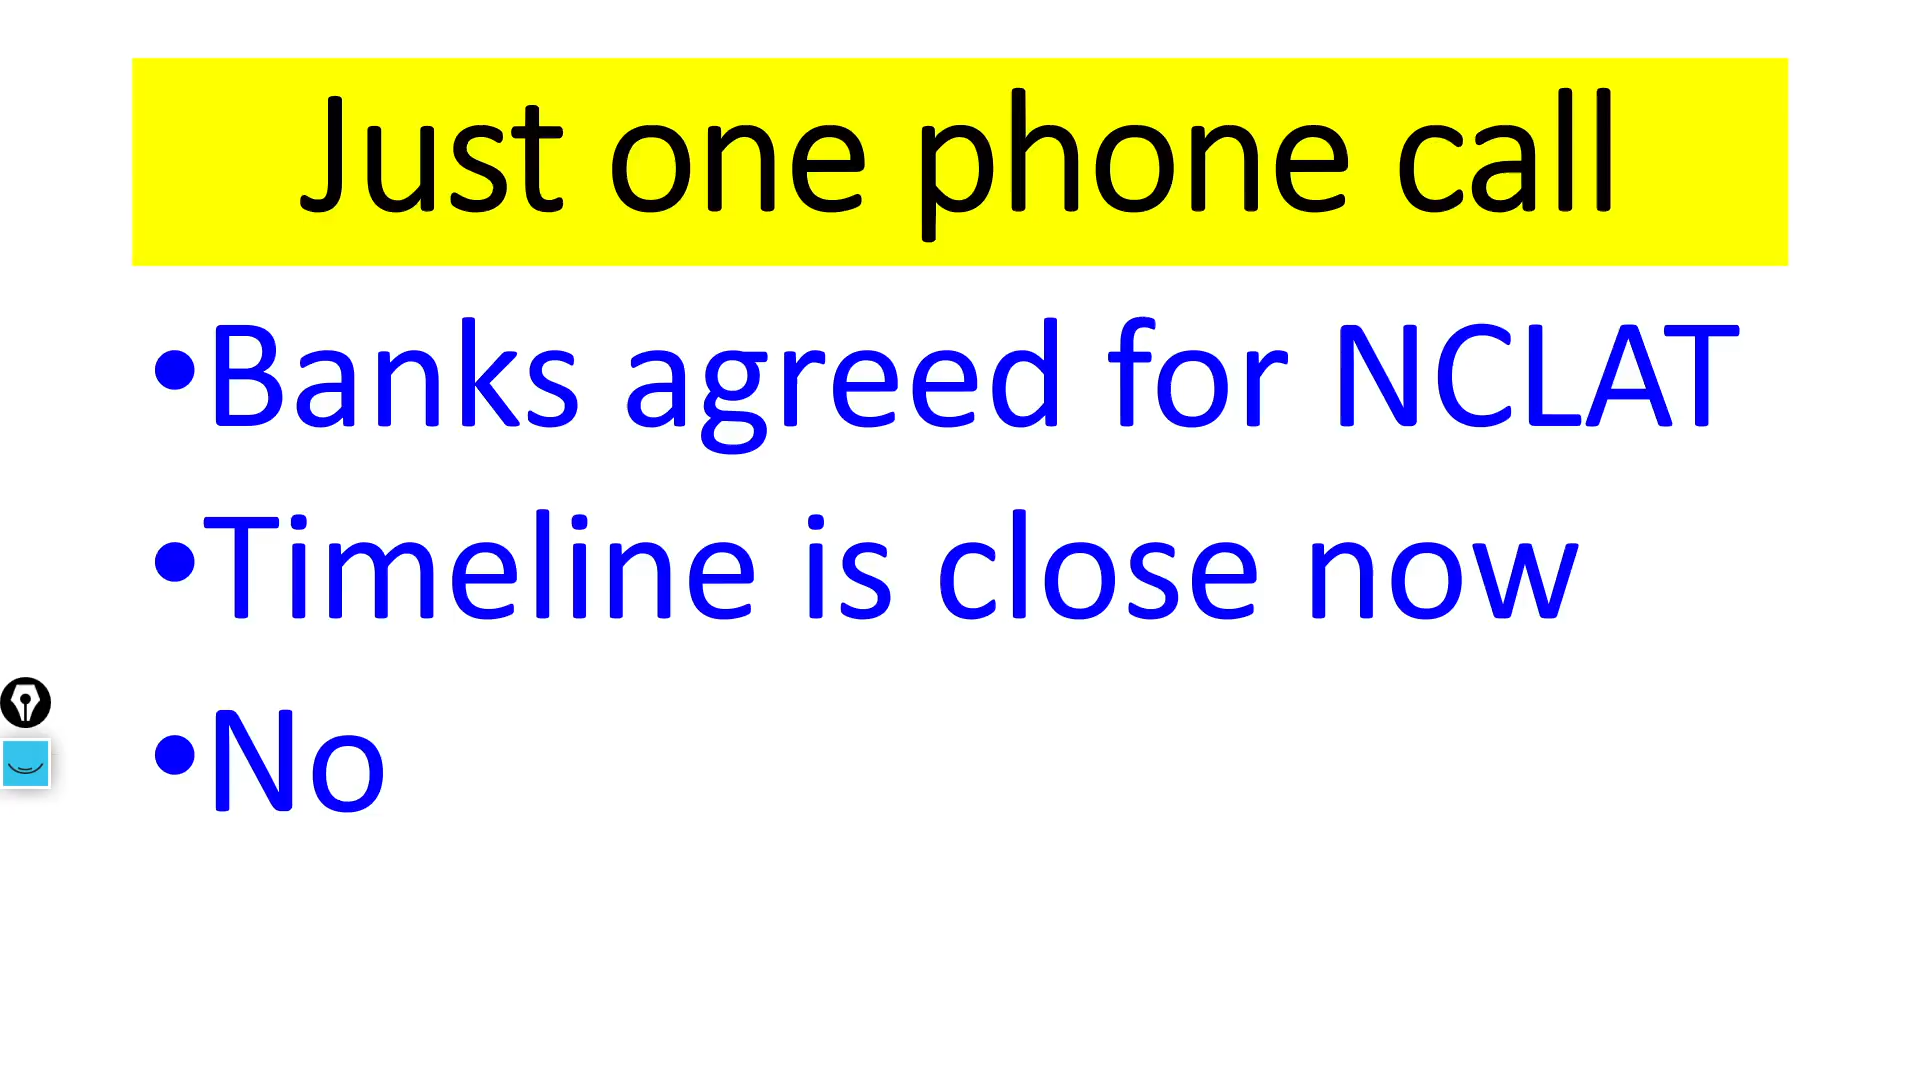 Just one phone call
•Banks agreed for NCLAT
•Timeline is close now
•No